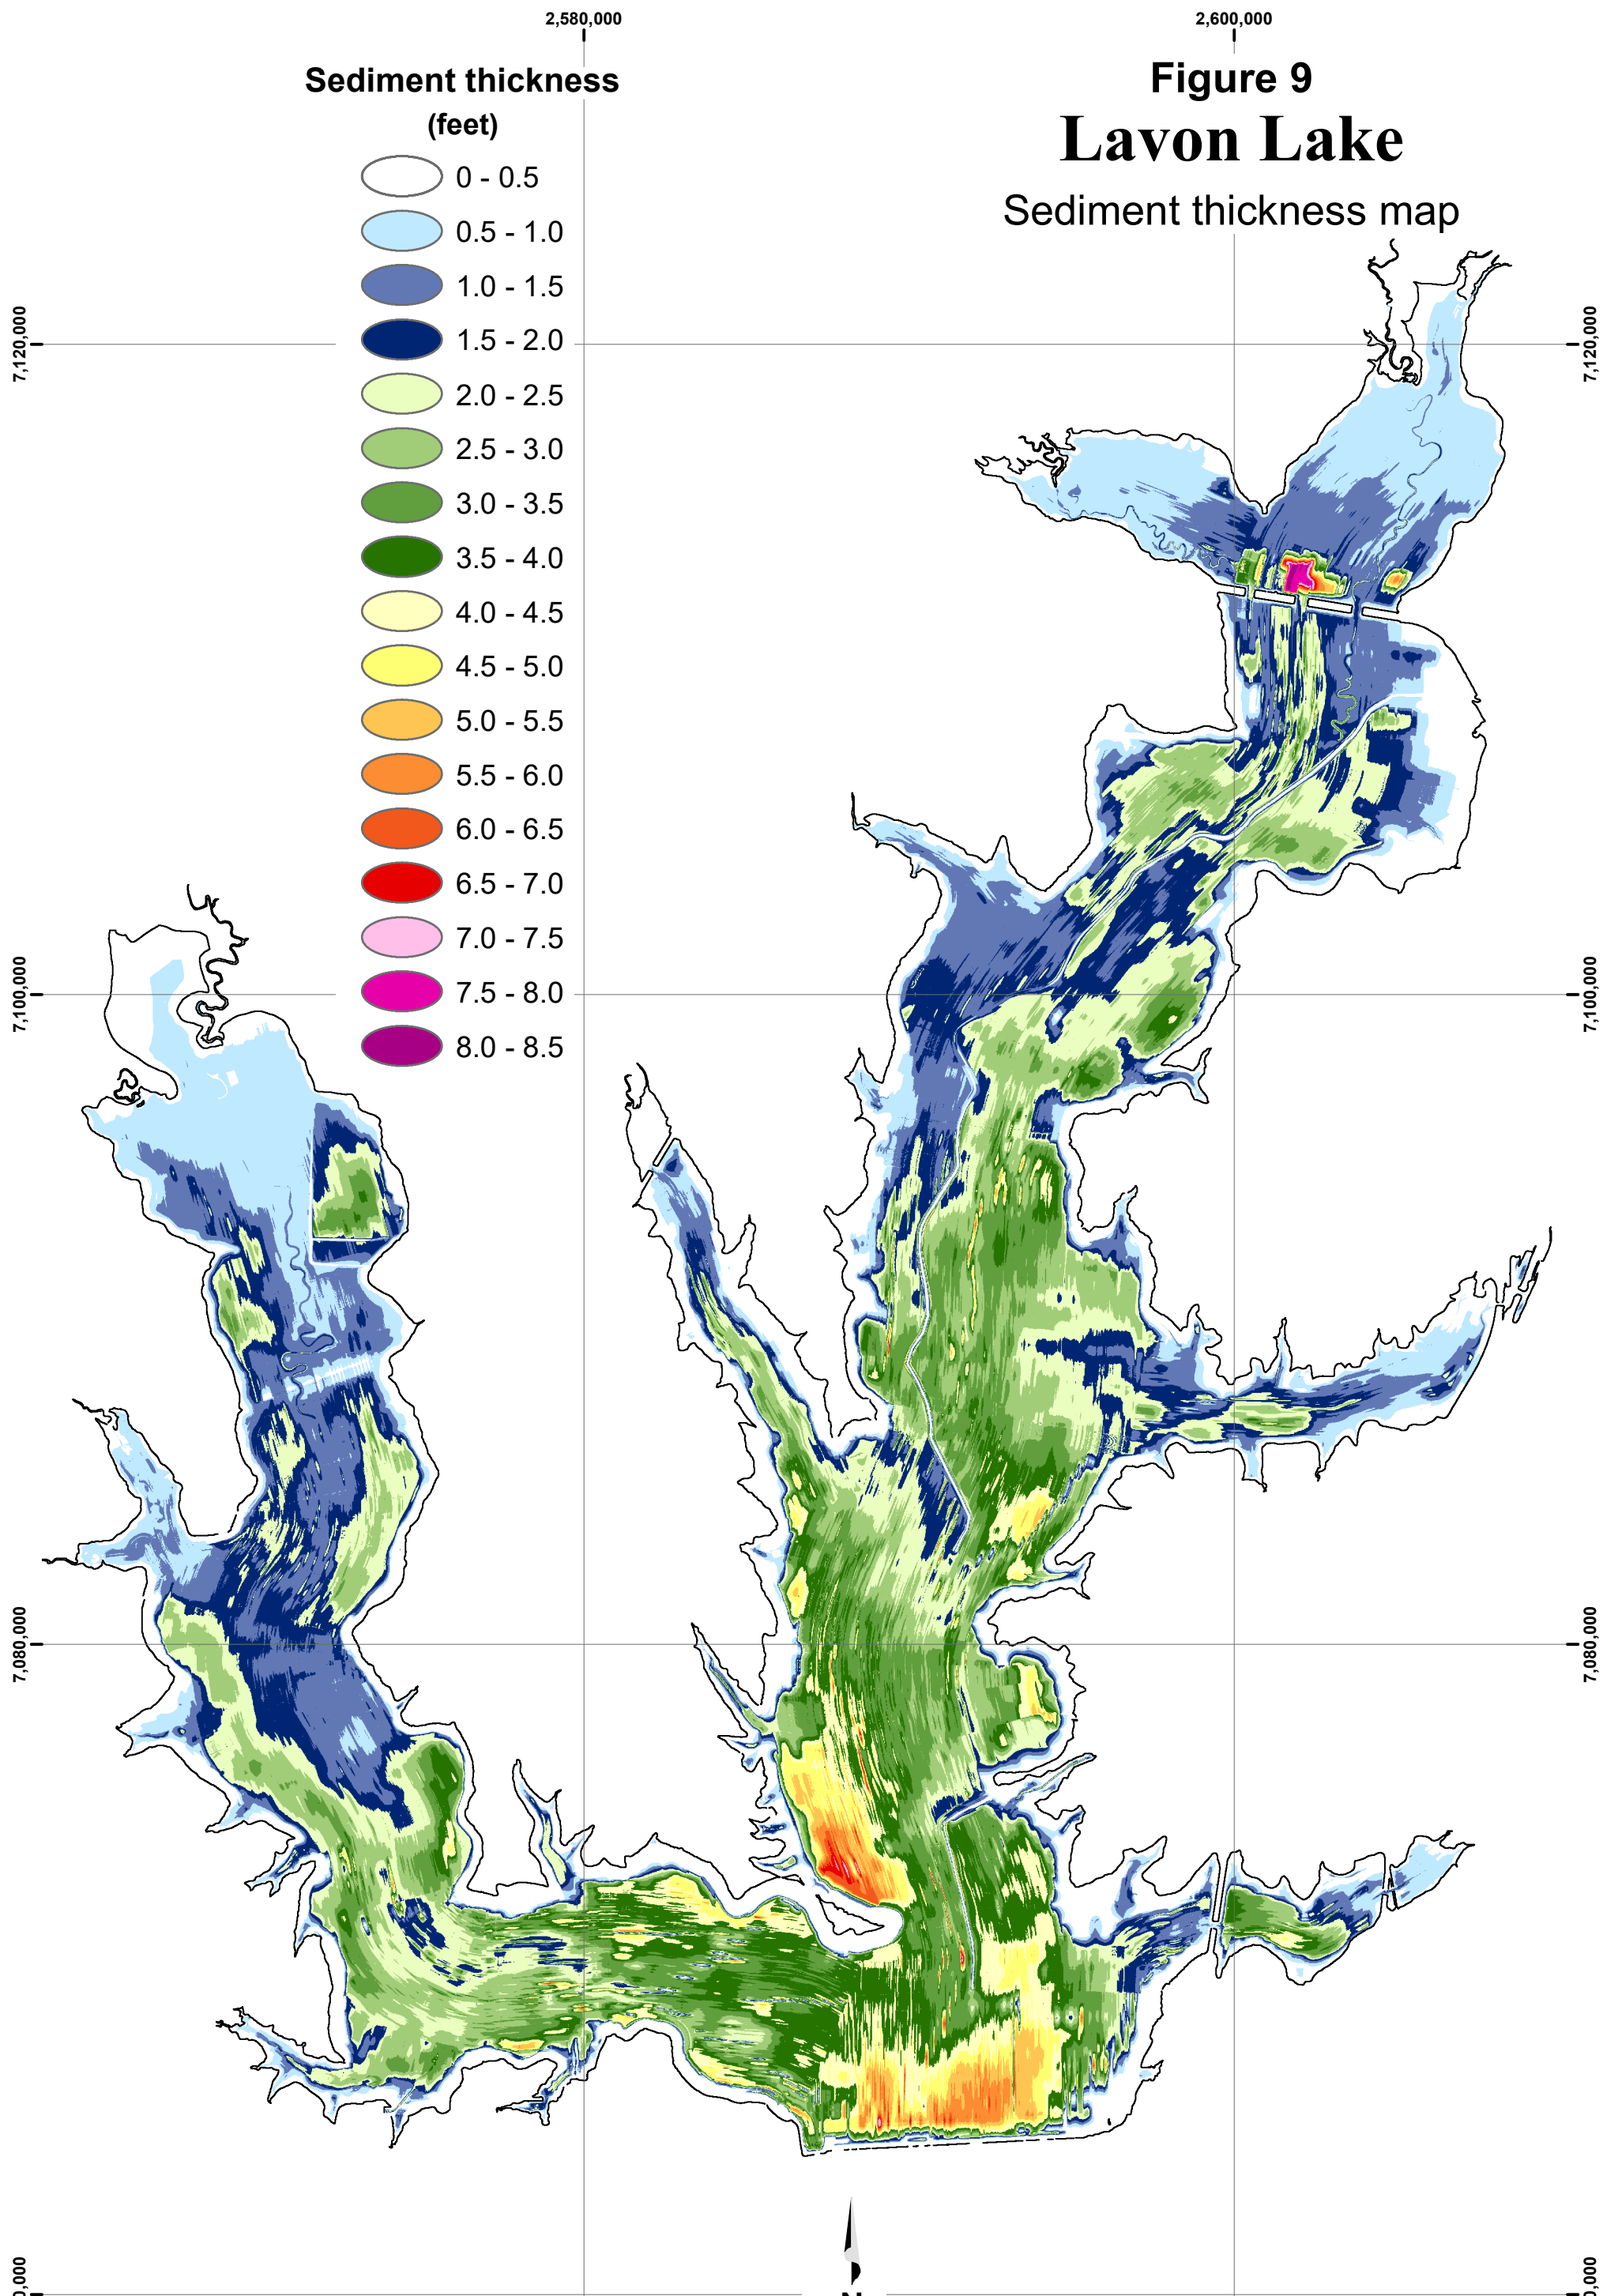 2,580,000
2,600,000
Sediment thickness
(feet)
0 - 0.5
0.5 - 1.0
1.0 - 1.5
1.5 - 2.0
2.0 - 2.5
2.5 - 3.0
3.0 - 3.5
3.5 - 4.0
4.0 - 4.5
4.5 - 5.0
5.0 - 5.5
5.5 - 6.0
6.0 - 6.5
6.5 - 7.0
7.0 - 7.5
7.5 - 8.0
8.0 - 8.5
Figure 9
Lavon Lake
Sediment thickness map
7,120,000
7,120,000
7,100,000
7,100,000
7,080,000
7,080,000